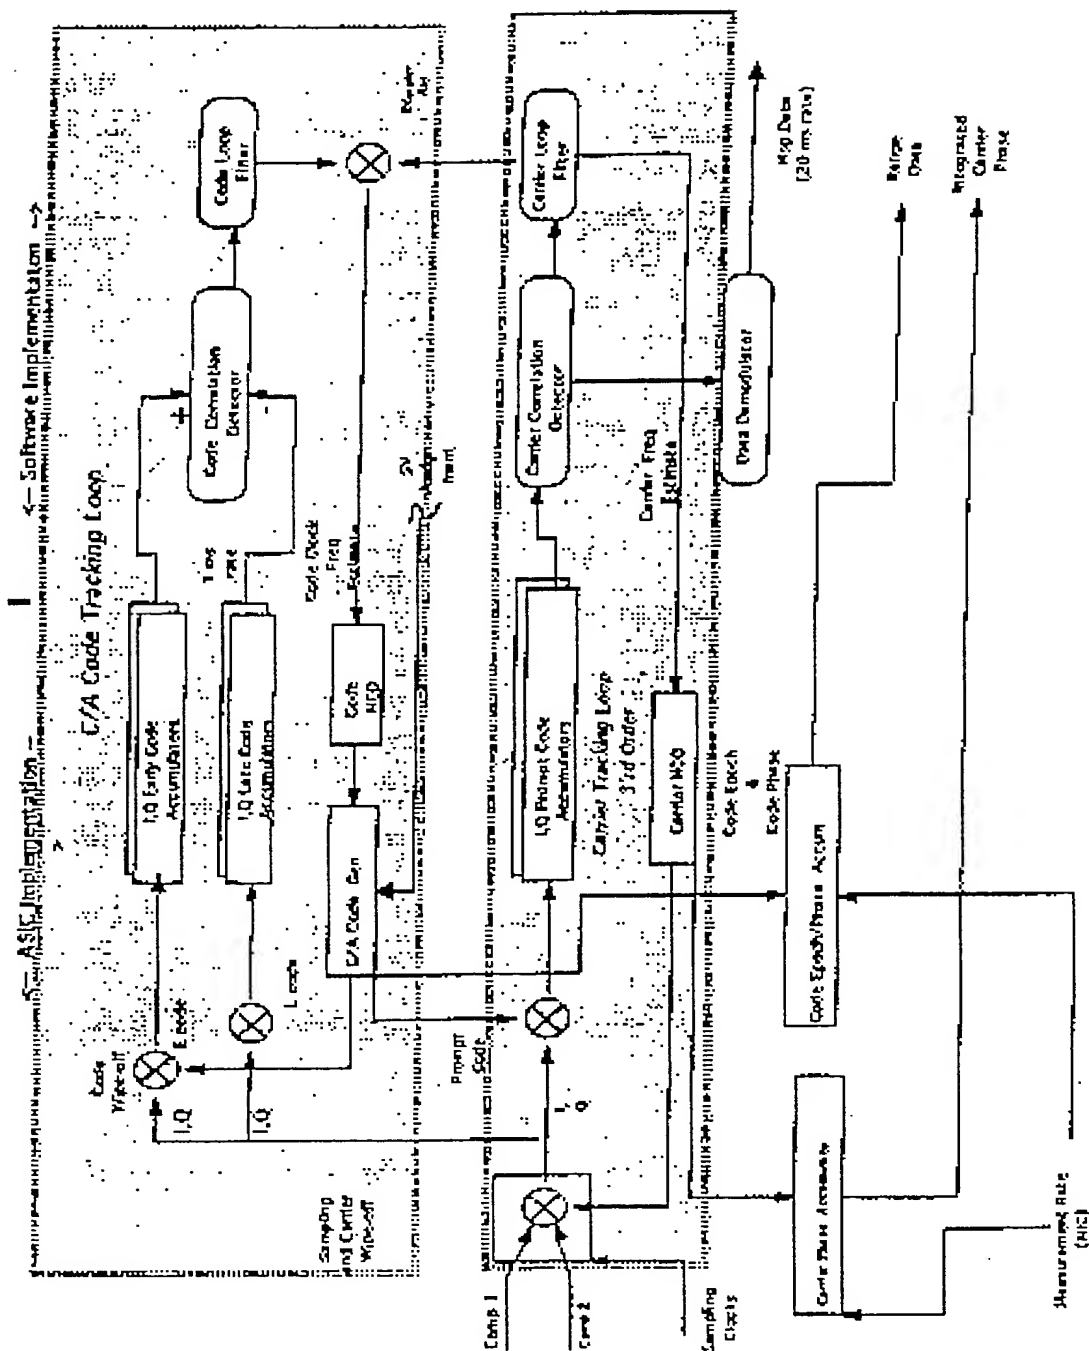 <-- ASIC Implementation --
<-- Software Implementation -->
C/A Code Tracking Loop
Code
Wipe-off
E code
I,Q
I,Q
L code
I,Q Early Code
Accumulators
I,Q Late Code
Accumulators
1 ms
rate
Code Correlation
Detector
Code Loop
Filter
Code Clock
Freq
Estimate
Code
NCO
C/A Code Gen
SV
Sampling
and Carrier
Wipe-off
Prompt
Code
I,
Q
I,Q Prompt Code
Accumulators
Carrier Tracking Loop
3rd Order
Carrier Correlation
Detector
Carrier Loop
Filter
Carrier Freq
Estimate
Carrier NCO
Comp 1
Comp 2
Sampling
Clocks
Data Demodulator
Msg Data
(20 ms rate)
Code Epoch
&
Code Phase
Code Epoch/Phase Accum
Carrier Phase
Range
Data
Integrated
Carrier
Phase
Measurement Rate